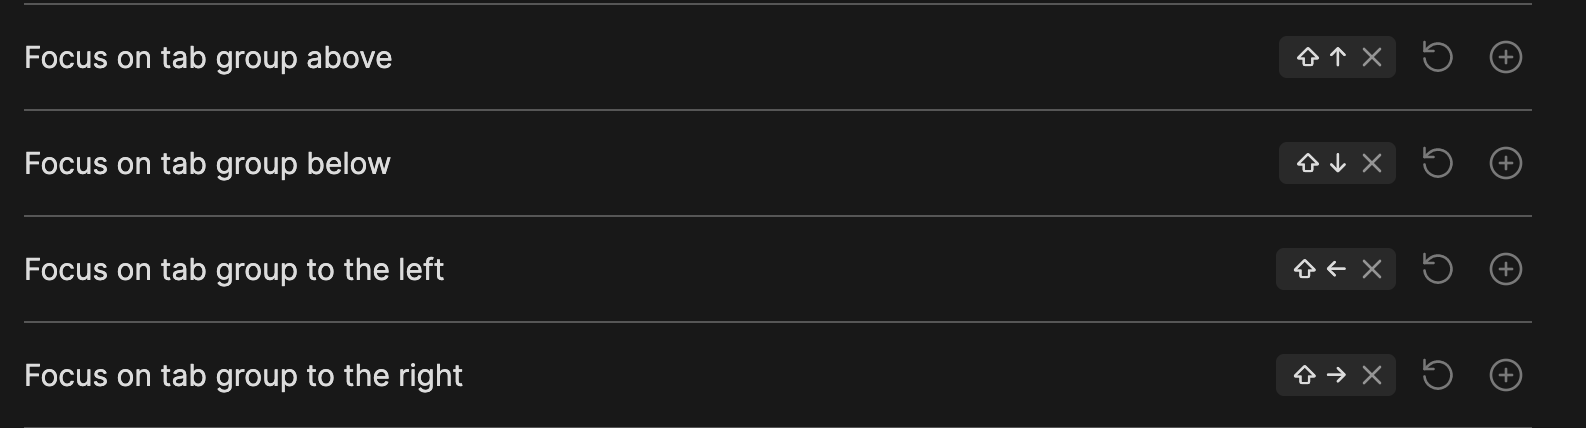 Focus on tab group above ⇧ ↑
Focus on tab group below ⇧ ↓
Focus on tab group to the left ⇧ ←
Focus on tab group to the right ⇧ →